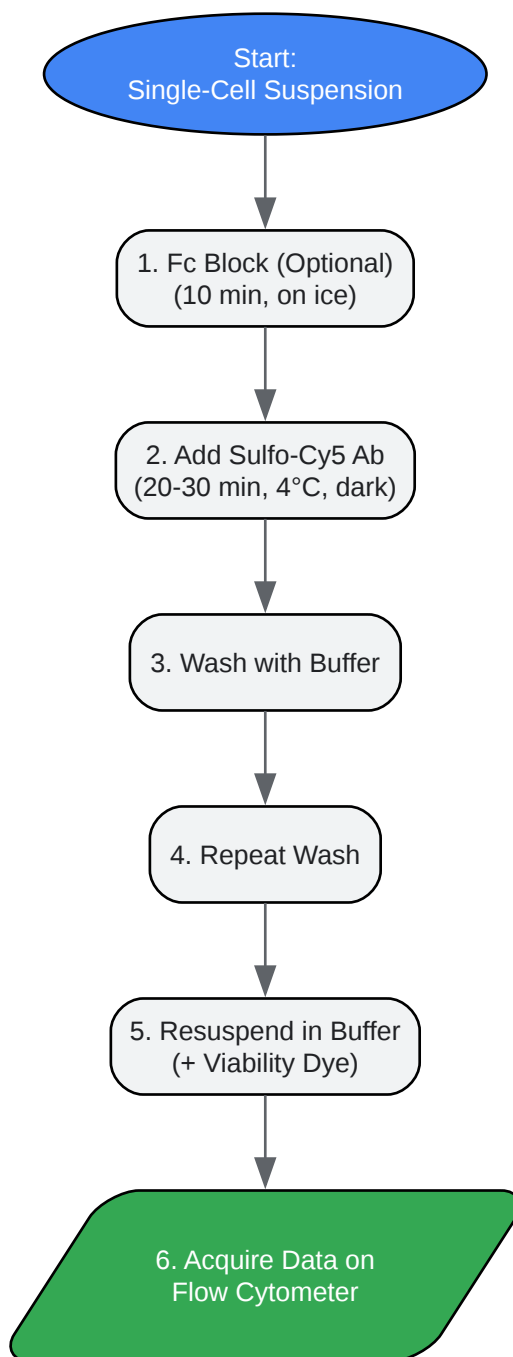 Start:
Single-Cell Suspension
1. Fc Block (Optional)
(10 min, on ice)
2. Add Sulfo-Cy5 Ab
(20-30 min, 4°C, dark)
3. Wash with Buffer
4. Repeat Wash
5. Resuspend in Buffer
(+ Viability Dye)
6. Acquire Data on
Flow Cytometer